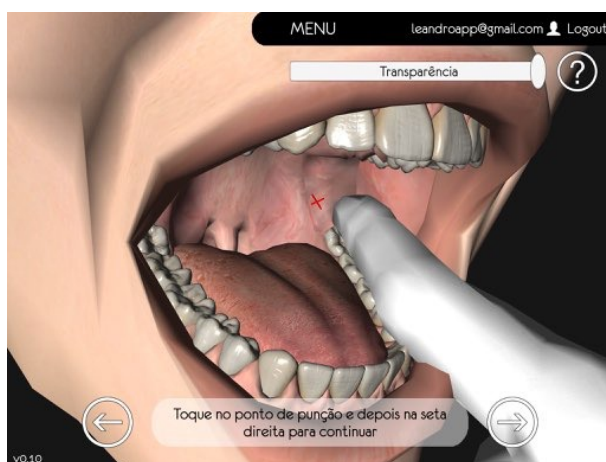 MENU leandroapp@gmail.com Logout
Transparência
?
Toque no ponto de punção e depois na seta
direita para continuar
v0.10